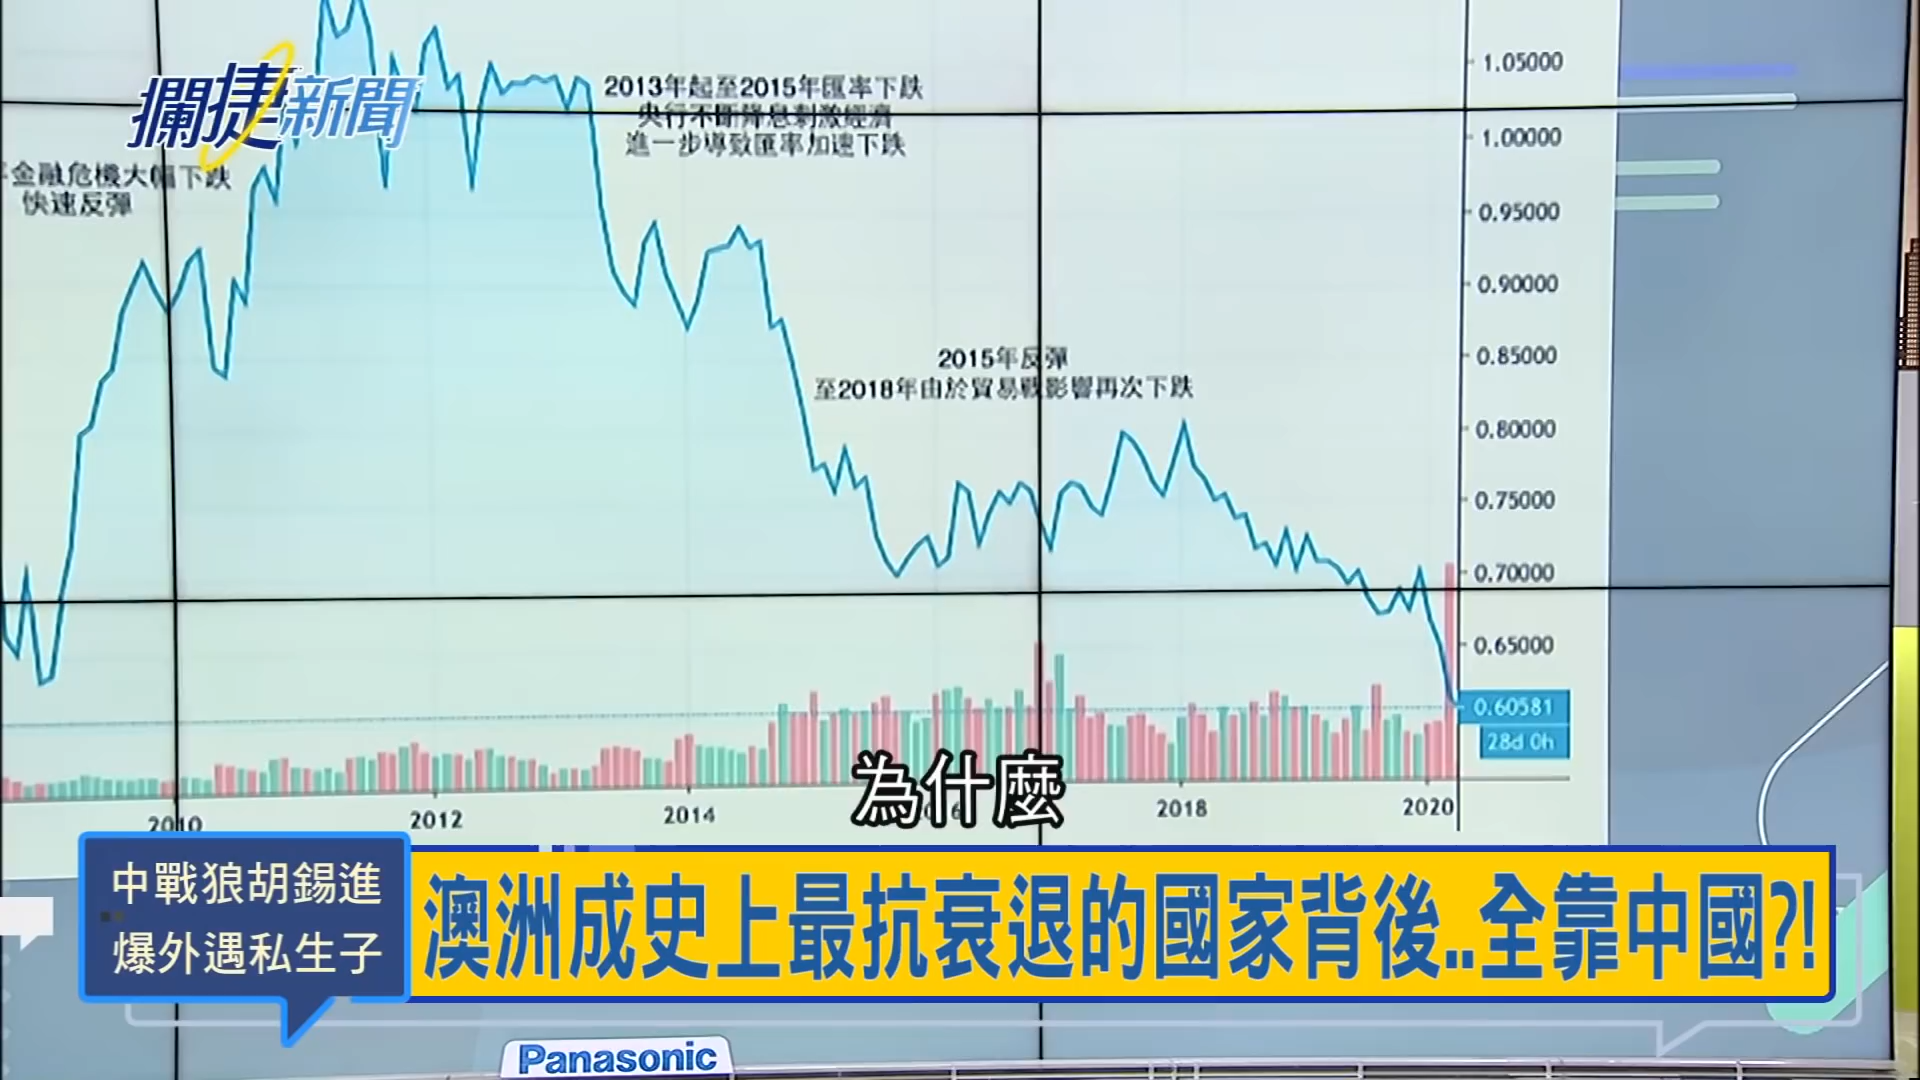 攔捷新聞
金融危機大幅下跌
快速反彈
2013年起至2015年匯率下跌
央行不斷降息刺激經濟
進一步導致匯率加速下跌
2015年反彈
至2018年由於貿易戰影響再次下跌
1.05000
1.00000
0.95000
0.90000
0.85000
0.80000
0.75000
0.70000
0.65000
0.60581
28d 0h
2010
2012
2014
2018
2020
為什麼
中戰狼胡錫進
爆外遇私生子
澳洲成史上最抗衰退的國家背後..全靠中國?!
Panasonic